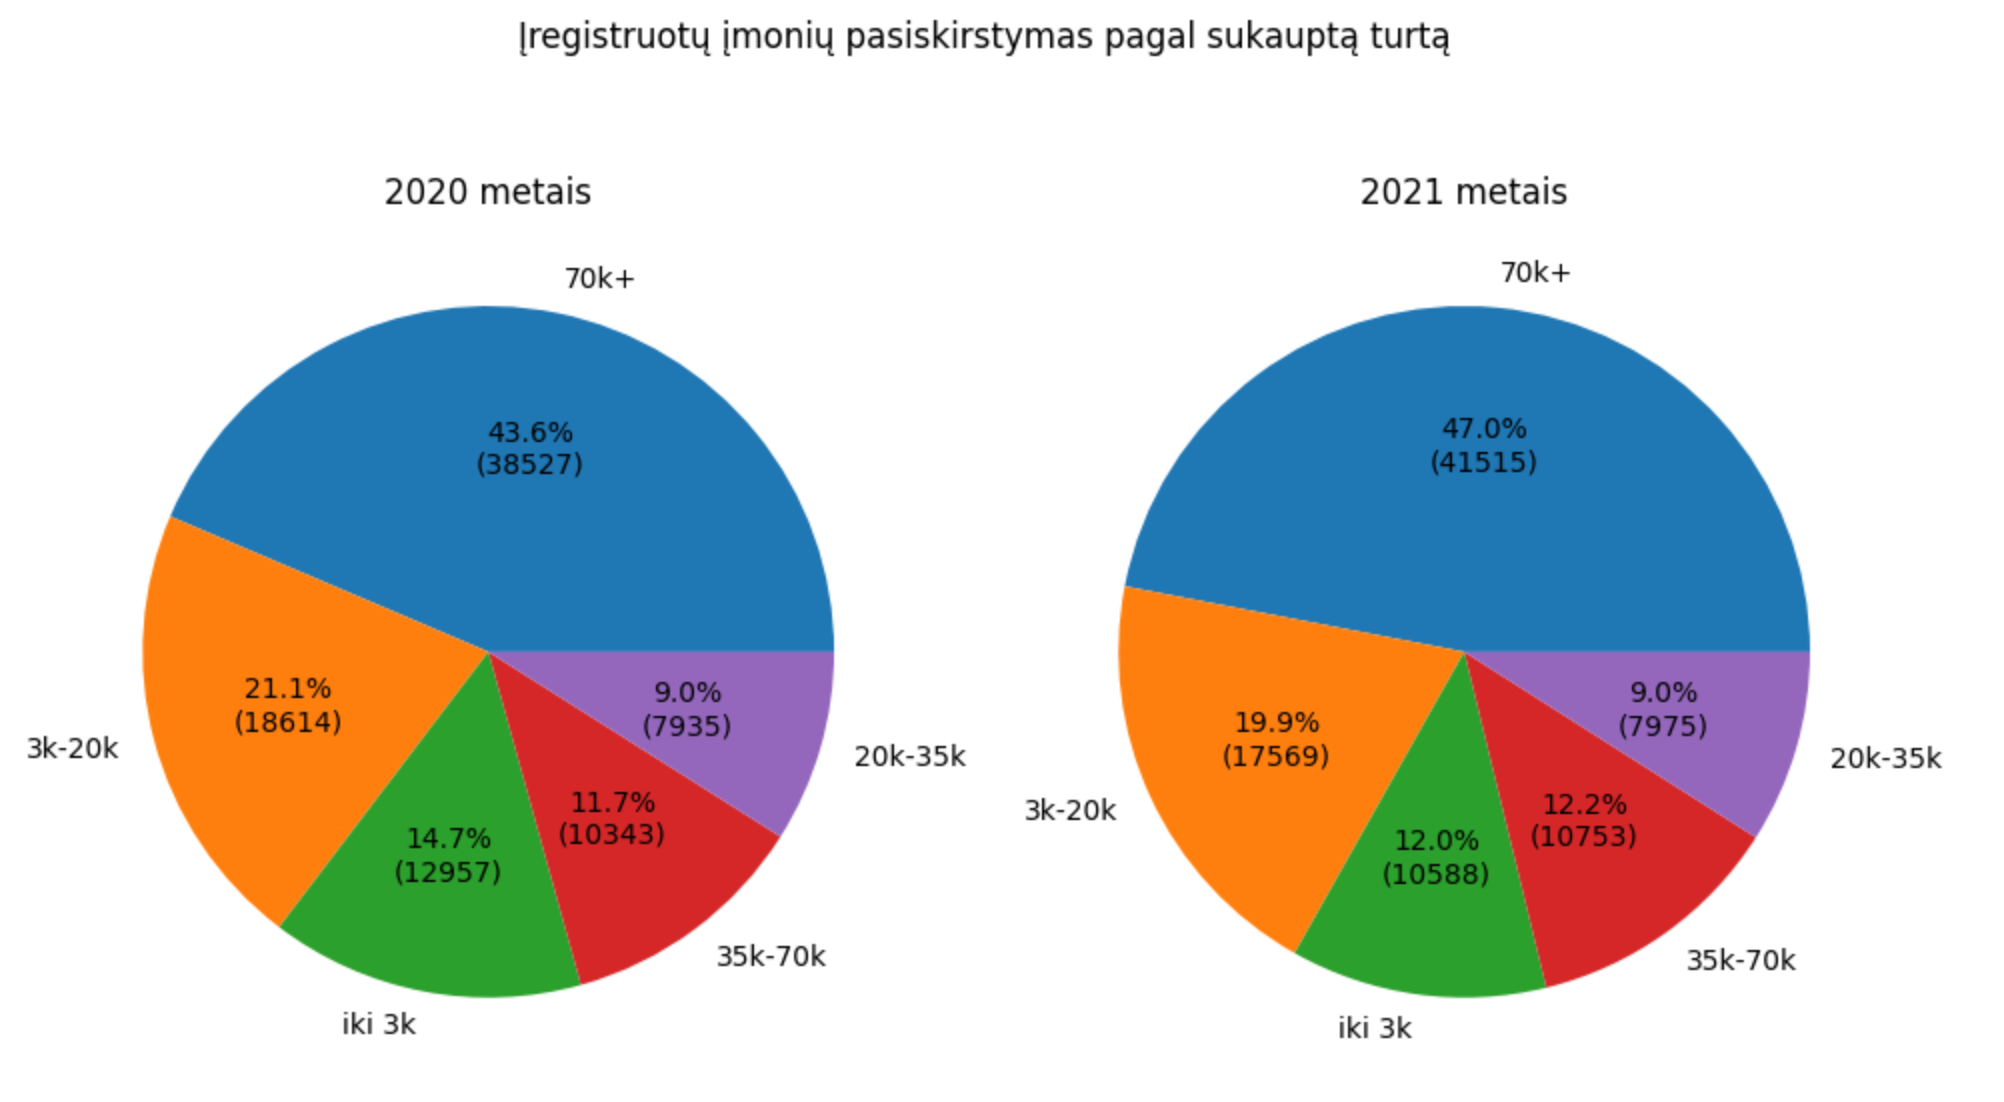 Įregistruotų įmonių pasiskirstymas pagal sukauptą turtą
2020 metais
70k+
43.6%
(38527)
21.1%
(18614)
3k-20k
14.7%
(12957)
iki 3k
11.7%
(10343)
35k-70k
9.0%
(7935)
20k-35k
2021 metais
70k+
47.0%
(41515)
19.9%
(17569)
3k-20k
12.0%
(10588)
iki 3k
12.2%
(10753)
35k-70k
9.0%
(7975)
20k-35k